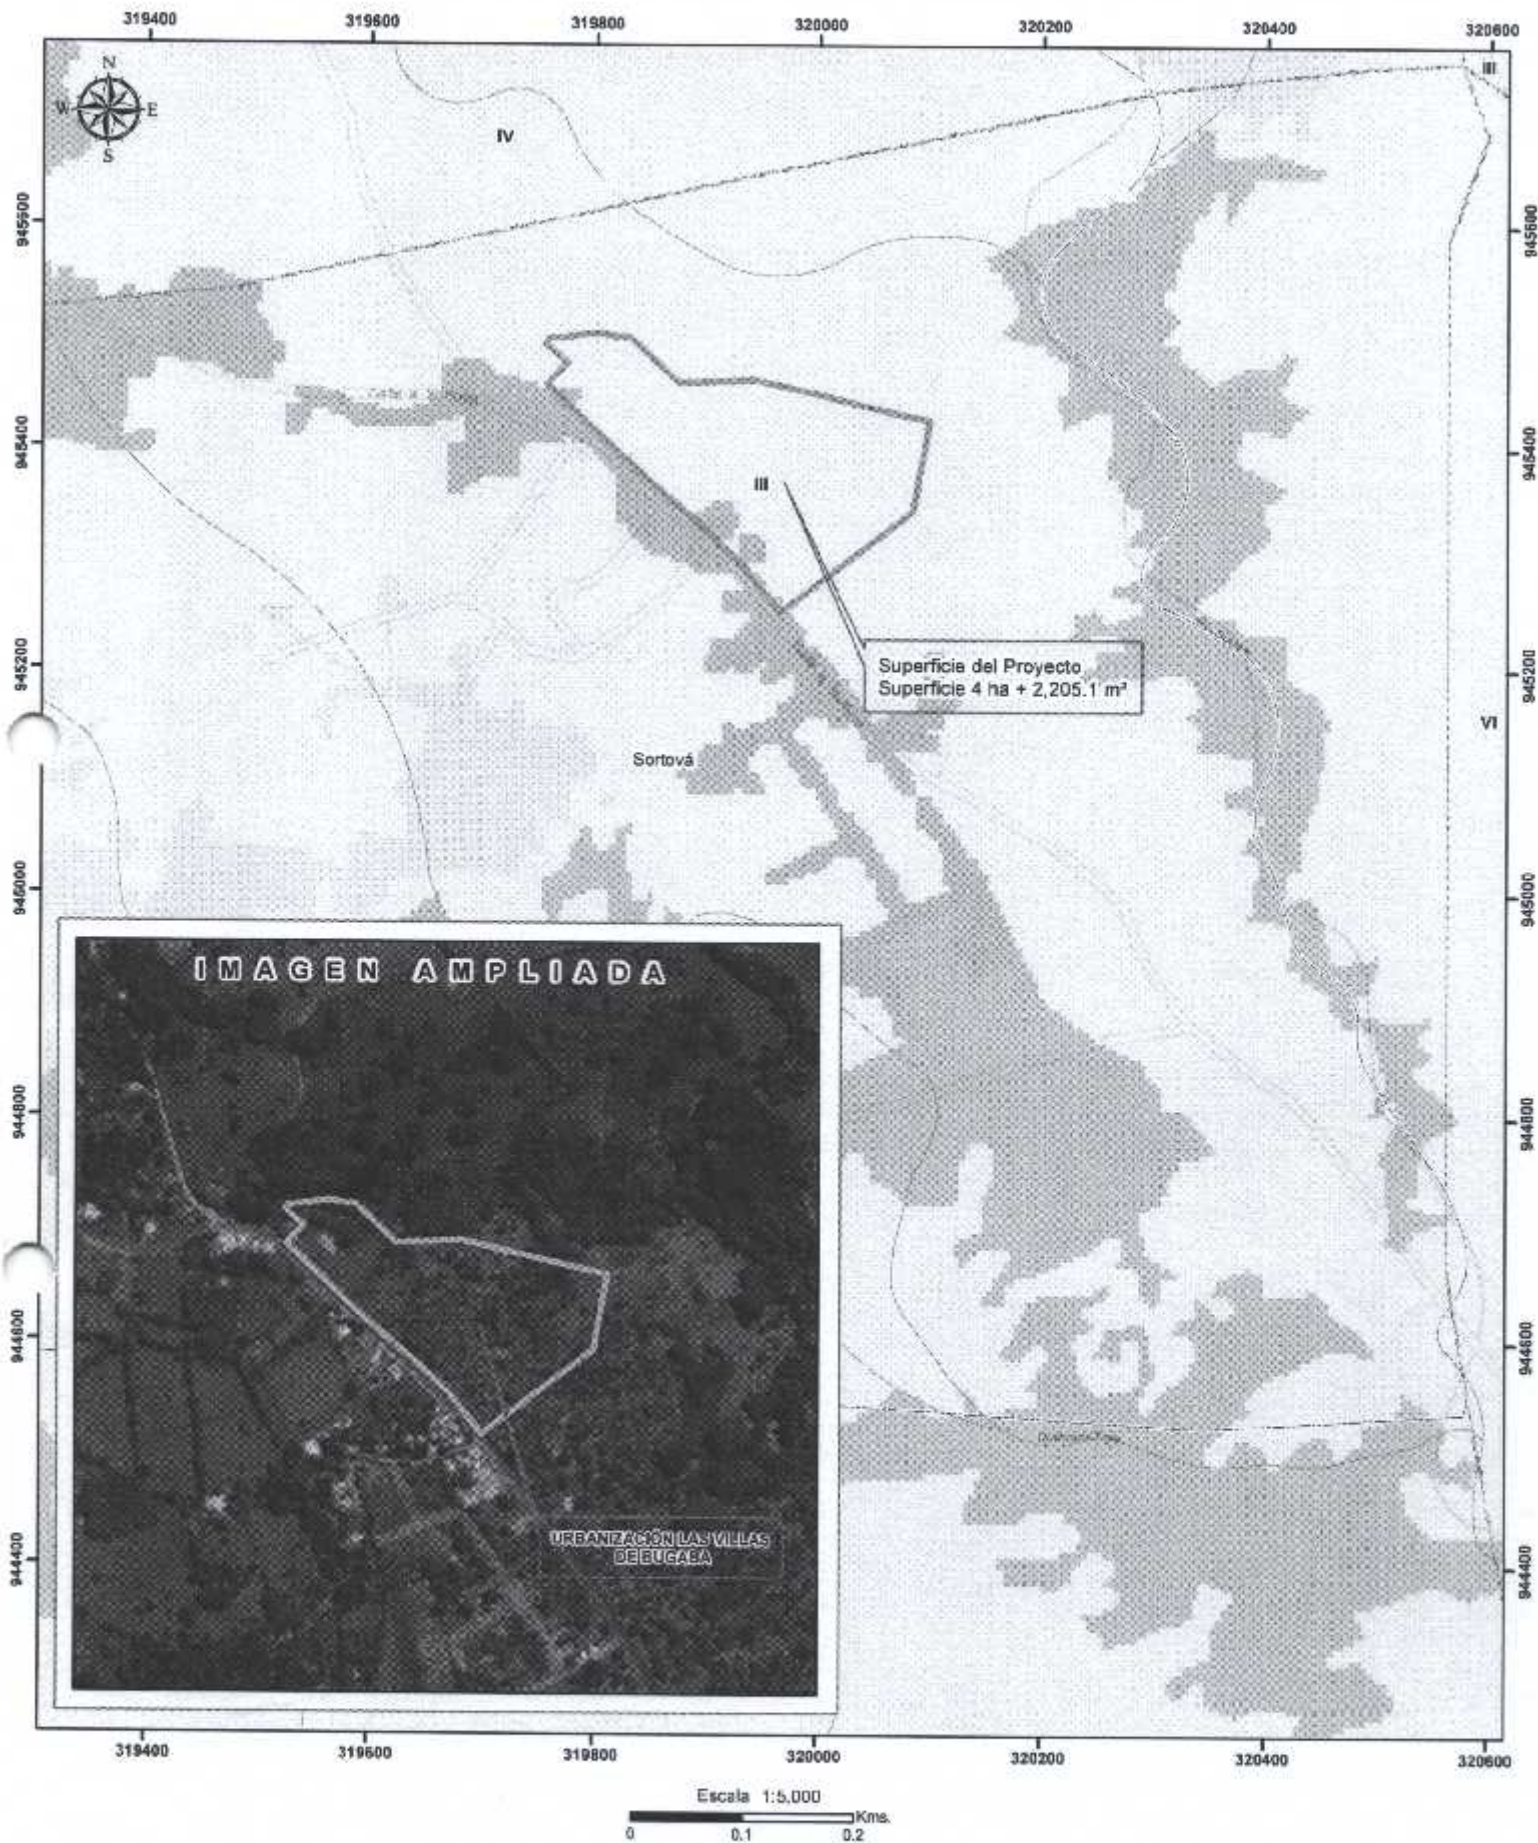 319400 319600 319800 320000 320200 320400 320600
N
W E
S
III
IV
945600 945600
945400 945400
III
945200 945200
Superficie del Proyecto
Superficie 4 ha + 2,205.1 m²
VI
Sortová
945000 945000
IMAGEN AMPLIADA
944800 944800
944600 944600
URBANIZACIÓN LAS VILLAS
DE BUGABA
944400 944400
319400 319600 319800 320000 320200 320400 320600
Escala 1:5,000
Kms.
0 0.1 0.2